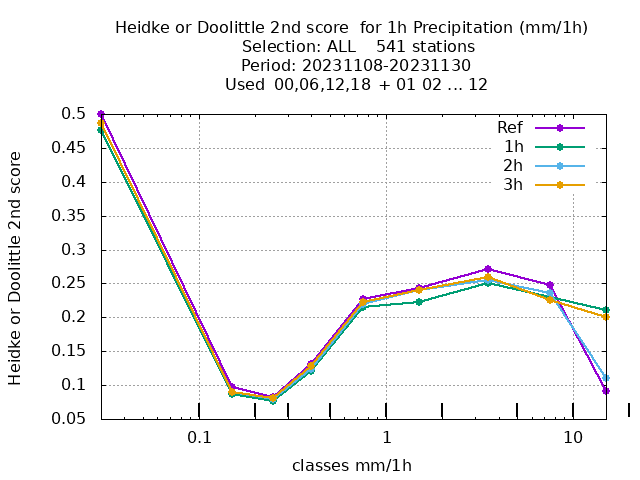 Heidke or Doolittle 2nd score  for 1h Precipitation (mm/1h)
Selection: ALL    541 stations
Period: 20231108-20231130
Used  00,06,12,18  + 01 02 ... 12
Heidke or Doolittle 2nd score
0.5
0.45
0.4
0.35
0.3
0.25
0.2
0.15
0.1
0.05
Ref
1h
2h
3h
0.1
1
10
classes mm/1h